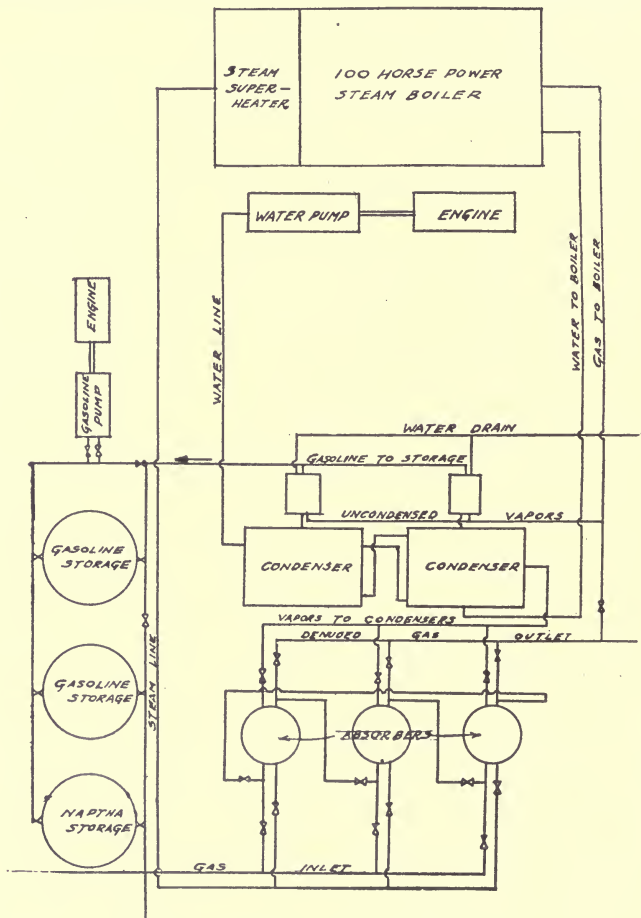 STEAM
SUPER-
HEATER
100 HORSE POWER
STEAM BOILER
WATER PUMP
ENGINE
ENGINE
GASOLINE
PUMP
WATER LINE
WATER TO BOILER
GAS TO BOILER
WATER DRAIN
GASOLINE TO STORAGE
UNCONDENSED VAPORS
GASOLINE
STORAGE
CONDENSER
CONDENSER
VAPORS TO CONDENSERS
DENUDED GAS OUTLET
GASOLINE
STORAGE
STEAM LINE
ABSORBERS
NAPTHA
STORAGE
GAS INLET